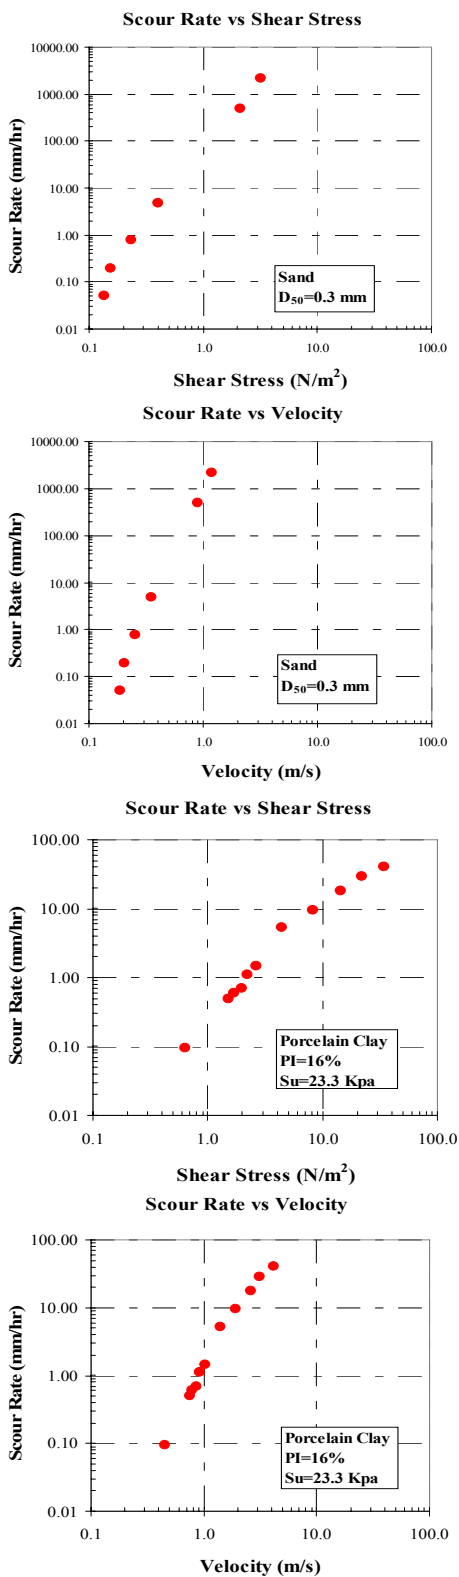 Scour Rate vs Shear Stress
10000.00
1000.00
100.00
10.00
1.00
0.10
0.01
Scour Rate (mm/hr)
Sand
D₅₀=0.3 mm
0.1 1.0 10.0 100.0
Shear Stress (N/m²)
Scour Rate vs Velocity
10000.00
1000.00
100.00
10.00
1.00
0.10
0.01
Scour Rate (mm/hr)
Sand
D₅₀=0.3 mm
0.1 1.0 10.0 100.0
Velocity (m/s)
Scour Rate vs Shear Stress
100.00
10.00
1.00
0.10
0.01
Scour Rate (mm/hr)
Porcelain Clay
PI=16%
Su=23.3 Kpa
0.1 1.0 10.0 100.0
Shear Stress (N/m²)
Scour Rate vs Velocity
100.00
10.00
1.00
0.10
0.01
Scour Rate (mm/hr)
Porcelain Clay
PI=16%
Su=23.3 Kpa
0.1 1.0 10.0 100.0
Velocity (m/s)